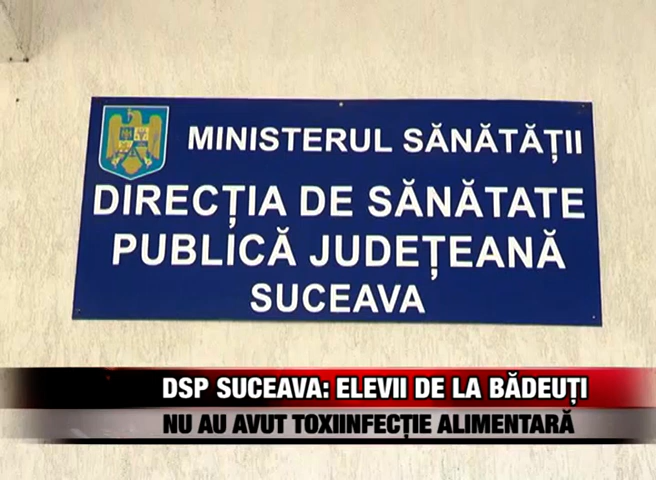 MINISTERUL SĂNĂTĂȚII
DIRECȚIA DE SĂNĂTATE
PUBLICĂ JUDEȚEANĂ
SUCEAVA
DSP SUCEAVA: ELEVII DE LA BĂDEUȚI
NU AU AVUT TOXIINFECȚIE ALIMENTARĂ